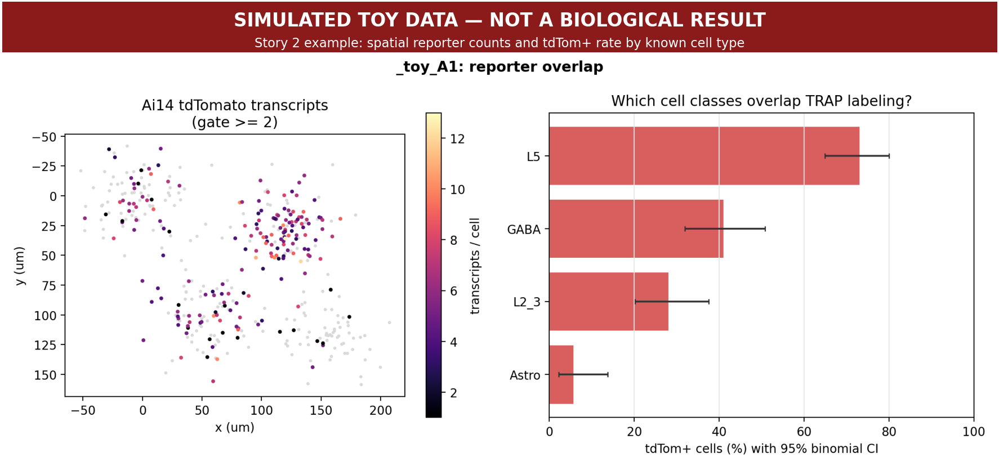 SIMULATED TOY DATA — NOT A BIOLOGICAL RESULT
Story 2 example: spatial reporter counts and tdTom+ rate by known cell type
_toy_A1: reporter overlap
Ai14 tdTomato transcripts
(gate >= 2)
−50
−25
0
25
50
75
100
125
150
y (um)
−50
0
50
100
150
200
x (um)
12
10
8
6
4
2
transcripts / cell
Which cell classes overlap TRAP labeling?
L5
GABA
L2_3
Astro
0
20
40
60
80
100
tdTom+ cells (%) with 95% binomial CI